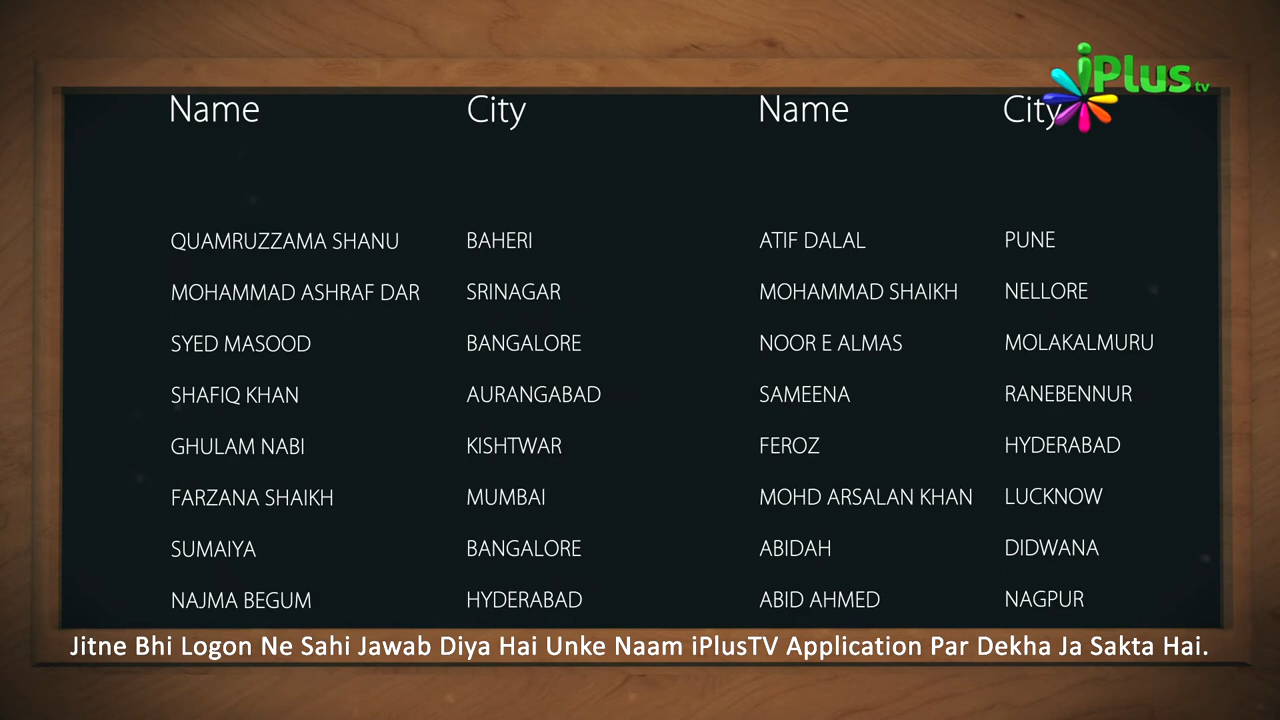 iPlus tv
Name City Name City
QUAMRUZZAMA SHANU BAHERI ATIF DALAL PUNE
MOHAMMAD ASHRAF DAR SRINAGAR MOHAMMAD SHAIKH NELLORE
SYED MASOOD BANGALORE NOOR E ALMAS MOLAKALMURU
SHAFIQ KHAN AURANGABAD SAMEENA RANEBENNUR
GHULAM NABI KISHTWAR FEROZ HYDERABAD
FARZANA SHAIKH MUMBAI MOHD ARSALAN KHAN LUCKNOW
SUMAIYA BANGALORE ABIDAH DIDWANA
NAJMA BEGUM HYDERABAD ABID AHMED NAGPUR
Jitne Bhi Logon Ne Sahi Jawab Diya Hai Unke Naam iPlusTV Application Par Dekha Ja Sakta Hai.